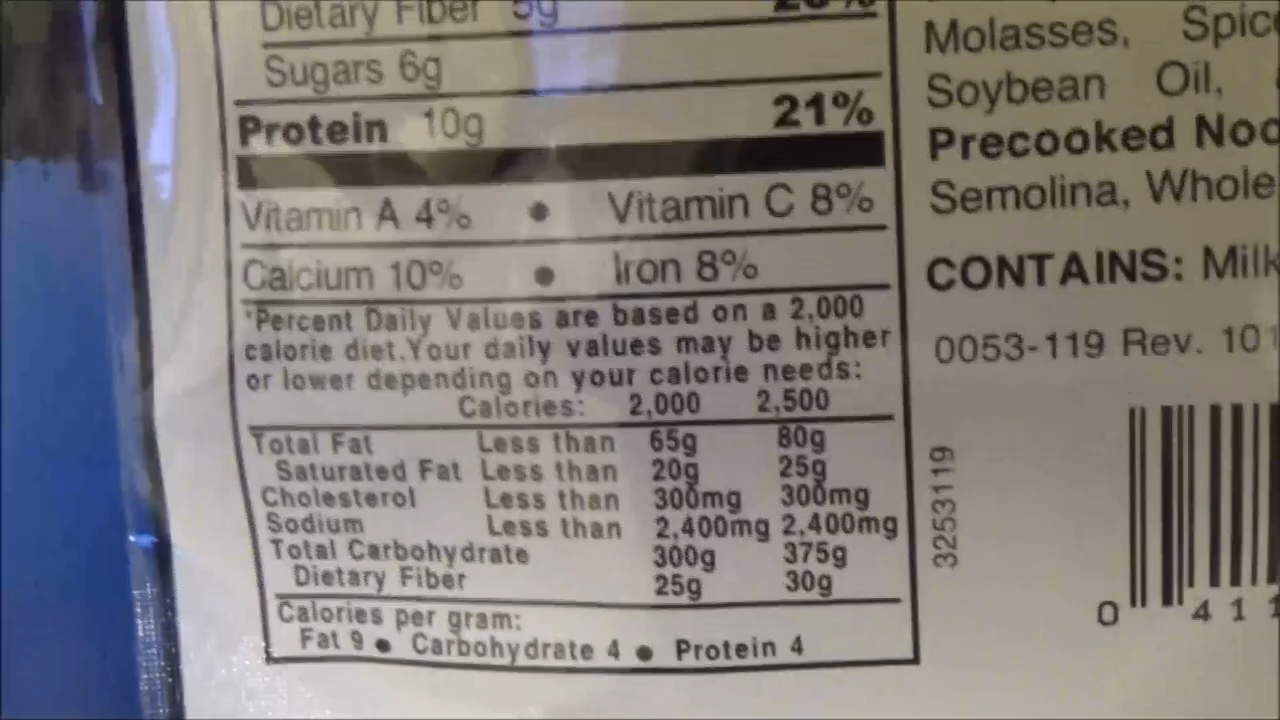 Dietary Fiber 5g
Sugars 6g
Protein 10g 21%
Vitamin A 4% • Vitamin C 8%
Calcium 10% • Iron 8%
*Percent Daily Values are based on a 2,000
calorie diet.Your daily values may be higher
or lower depending on your calorie needs:
Calories: 2,000 2,500
Total Fat Less than 65g 80g
Saturated Fat Less than 20g 25g
Cholesterol Less than 300mg 300mg
Sodium Less than 2,400mg 2,400mg
Total Carbohydrate 300g 375g
Dietary Fiber 25g 30g
Calories per gram:
Fat 9 • Carbohydrate 4 • Protein 4
Molasses,
Soybean Oil,
Precooked
Semolina, Whole
CONTAINS: Milk
0053-119 Rev. 10
3253119
0 41